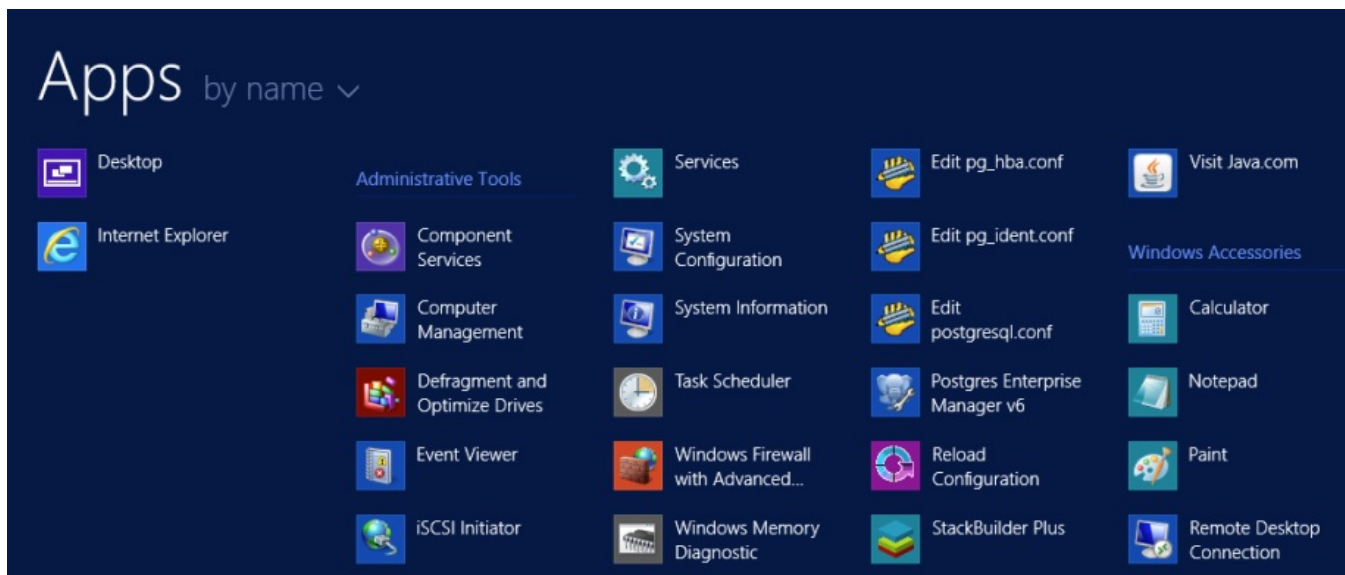 Apps by name
Desktop
Internet Explorer
Administrative Tools
Component
Services
Computer
Management
Defragment and
Optimize Drives
Event Viewer
iSCSI Initiator
Services
System
Configuration
System Information
Task Scheduler
Windows Firewall
with Advanced...
Windows Memory
Diagnostic
Edit pg_hba.conf
Edit pg_ident.conf
Edit
postgresql.conf
Postgres Enterprise
Manager v6
Reload
Configuration
StackBuilder Plus
Visit Java.com
Windows Accessories
Calculator
Notepad
Paint
Remote Desktop
Connection